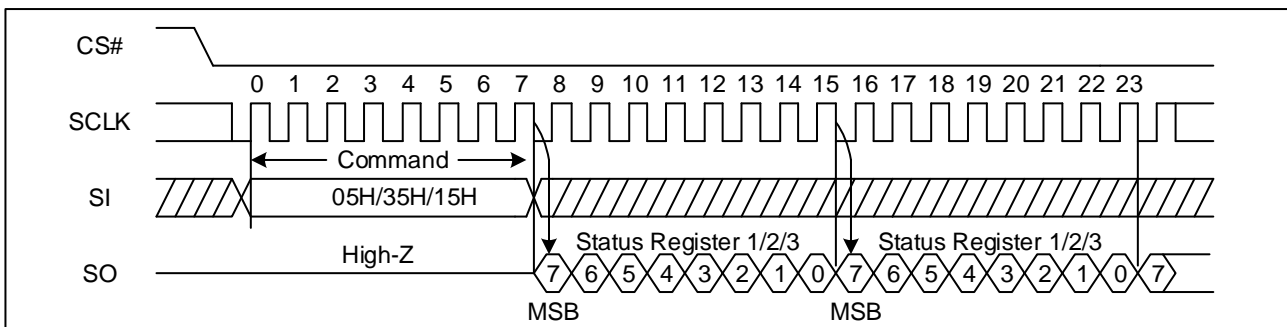 CS#
0 1 2 3 4 5 6 7 8 9 10 11 12 13 14 15 16 17 18 19 20 21 22 23
SCLK
Command
SI
05H/35H/15H
High-Z
Status Register 1/2/3
Status Register 1/2/3
SO
7 6 5 4 3 2 1 0 7 6 5 4 3 2 1 0 7
MSB
MSB